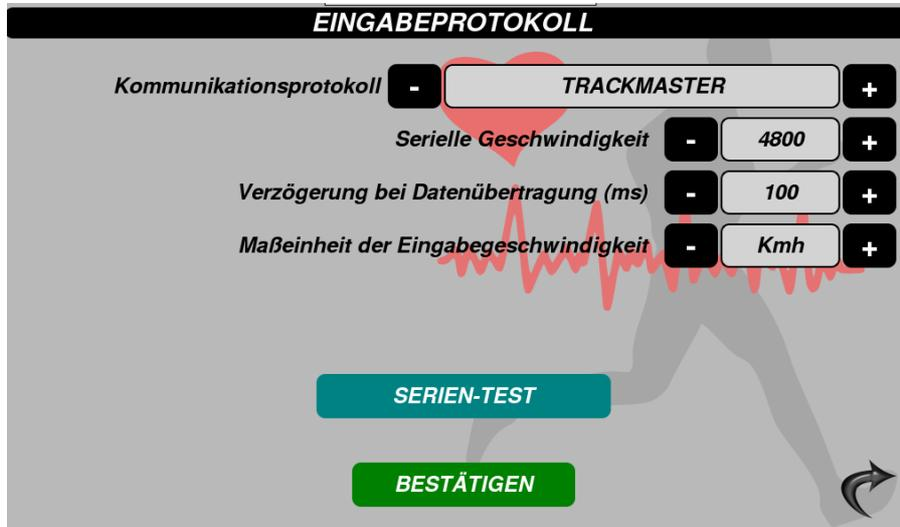 EINGABEPROTOKOLL
Kommunikationsprotokoll - TRACKMASTER +
Serielle Geschwindigkeit - 4800 +
Verzögerung bei Datenübertragung (ms) - 100 +
Maßeinheit der Eingabegeschwindigkeit - Kmh +
SERIEN-TEST
BESTÄTIGEN